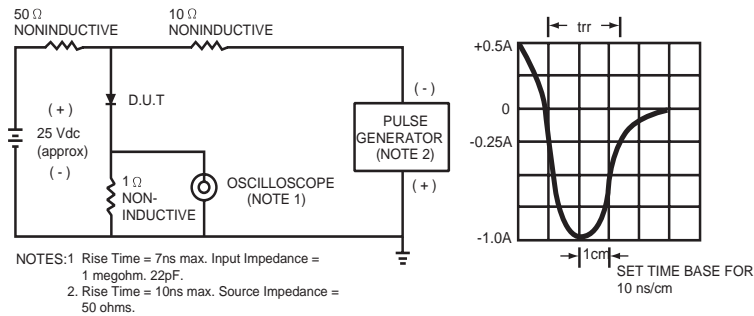 50 Ω
NONINDUCTIVE
10 Ω
NONINDUCTIVE
( + )
25 Vdc
(approx)
( - )
D.U.T
1 Ω
NON-
INDUCTIVE
OSCILLOSCOPE
(NOTE 1)
( - )
PULSE
GENERATOR
(NOTE 2)
( + )
NOTES:1 Rise Time = 7ns max. Input Impedance =
1 megohm. 22pF.
2. Rise Time = 10ns max. Source Impedance =
50 ohms.
trr
+0.5A
0
-0.25A
-1.0A
1cm
SET TIME BASE FOR
10 ns/cm